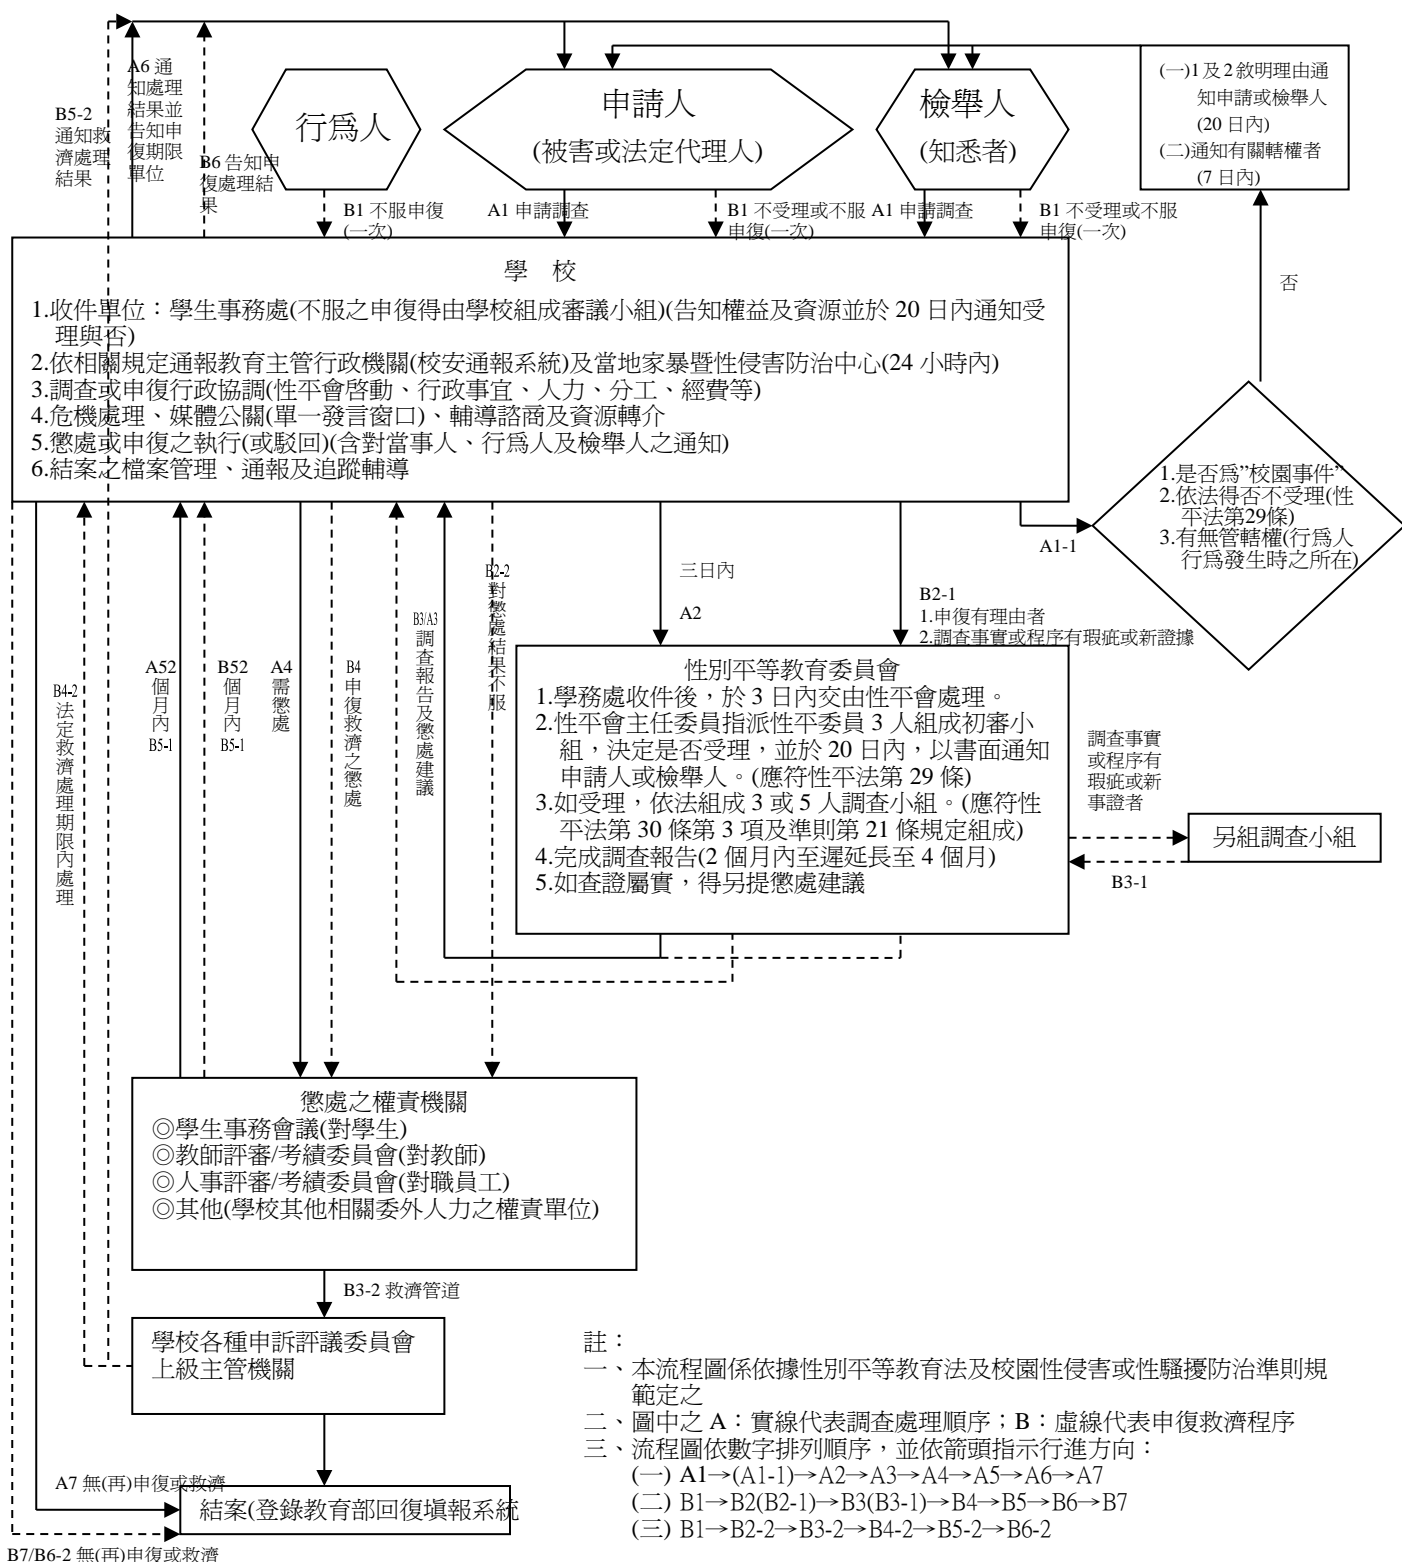 A6 通
知處理
結果並
告知申
復期限
單位
B5-2
通知救
濟處理
結果
B6 告知申
復處理結
果
行為人
申請人
(被害或法定代理人)
檢舉人
(知悉者)
(一)1 及 2 敘明理由通
知申請或檢舉人
(20 日內)
(二)通知有關轄權者
(7 日內)
B1 不服申復
(一次)
A1 申請調查
B1 不受理或不服
申復(一次)
A1 申請調查
B1 不受理或不服
申復(一次)
否
學 校
1.收件單位：學生事務處(不服之申復得由學校組成審議小組)(告知權益及資源並於 20 日內通知受
理與否)
2.依相關規定通報教育主管行政機關(校安通報系統)及當地家暴暨性侵害防治中心(24 小時內)
3.調查或申復行政協調(性平會啓動、行政事宜、人力、分工、經費等)
4.危機處理、媒體公關(單一發言窗口)、輔導諮商及資源轉介
5.懲處或申復之執行(或駁回)(含對當事人、行為人及檢舉人之通知)
6.結案之檔案管理、通報及追蹤輔導
1.是否為”校園事件”
2.依法得否不受理(性
平法第29條)
3.有無管轄權(行為人
行為發生時之所在)
A1-1
三日內
A2
B2-1
1.申復有理由者
2.調查事實或程序有瑕疵或新證據
B4-2
法定救濟處理期限內處理
A52
個月內
B5-1
B52
個月內
B5-1
A4
需懲處
B4
申復救濟之懲處
B3/A3
調查報告及懲處建議
B2-2
對懲處結果不服
性別平等教育委員會
1.學務處收件後，於 3 日內交由性平會處理。
2.性平會主任委員指派性平委員 3 人組成初審小
組，決定是否受理，並於 20 日內，以書面通知
申請人或檢舉人。(應符性平法第 29 條)
3.如受理，依法組成 3 或 5 人調查小組。(應符性
平法第 30 條第 3 項及準則第 21 條規定組成)
4.完成調查報告(2 個月內至遲延長至 4 個月)
5.如查證屬實，得另提懲處建議
調查事實
或程序有
瑕疵或新
事證者
另組調查小組
B3-1
懲處之權責機關
◎學生事務會議(對學生)
◎教師評審/考績委員會(對教師)
◎人事評審/考績委員會(對職員工)
◎其他(學校其他相關委外人力之權責單位)
B3-2 救濟管道
學校各種申訴評議委員會
上級主管機關
A7 無(再)申復或救濟
結案(登錄教育部回復填報系統
B7/B6-2 無(再)申復或救濟
註：
一、本流程圖係依據性別平等教育法及校園性侵害或性騷擾防治準則規
範定之
二、圖中之 A：實線代表調查處理順序；B：虛線代表申復救濟程序
三、流程圖依數字排列順序，並依箭頭指示行進方向：
(一) A1→(A1-1)→A2→A3→A4→A5→A6→A7
(二) B1→B2(B2-1)→B3(B3-1)→B4→B5→B6→B7
(三) B1→B2-2→B3-2→B4-2→B5-2→B6-2